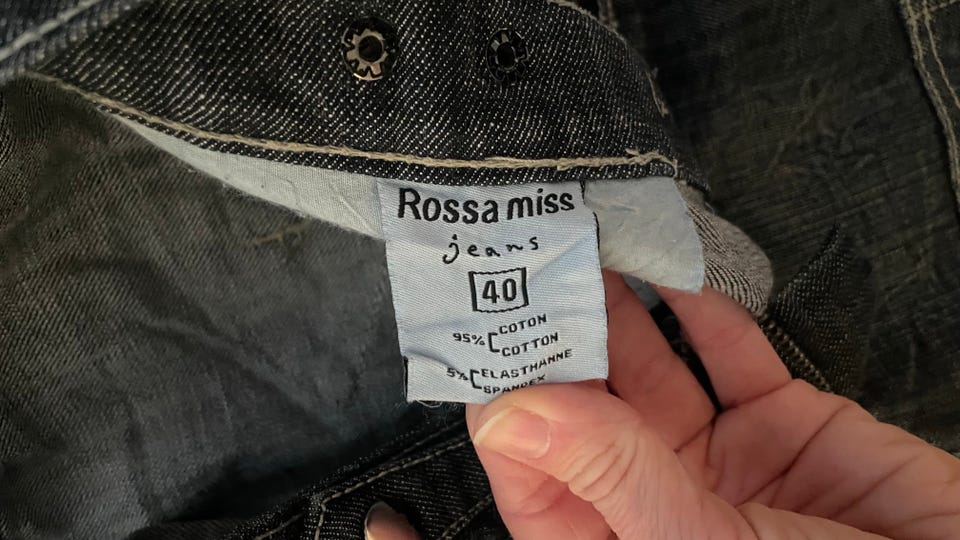 Rossa miss
jeans
40
95% COTON
COTTON
5% ELASTHANNE
SPANDEX